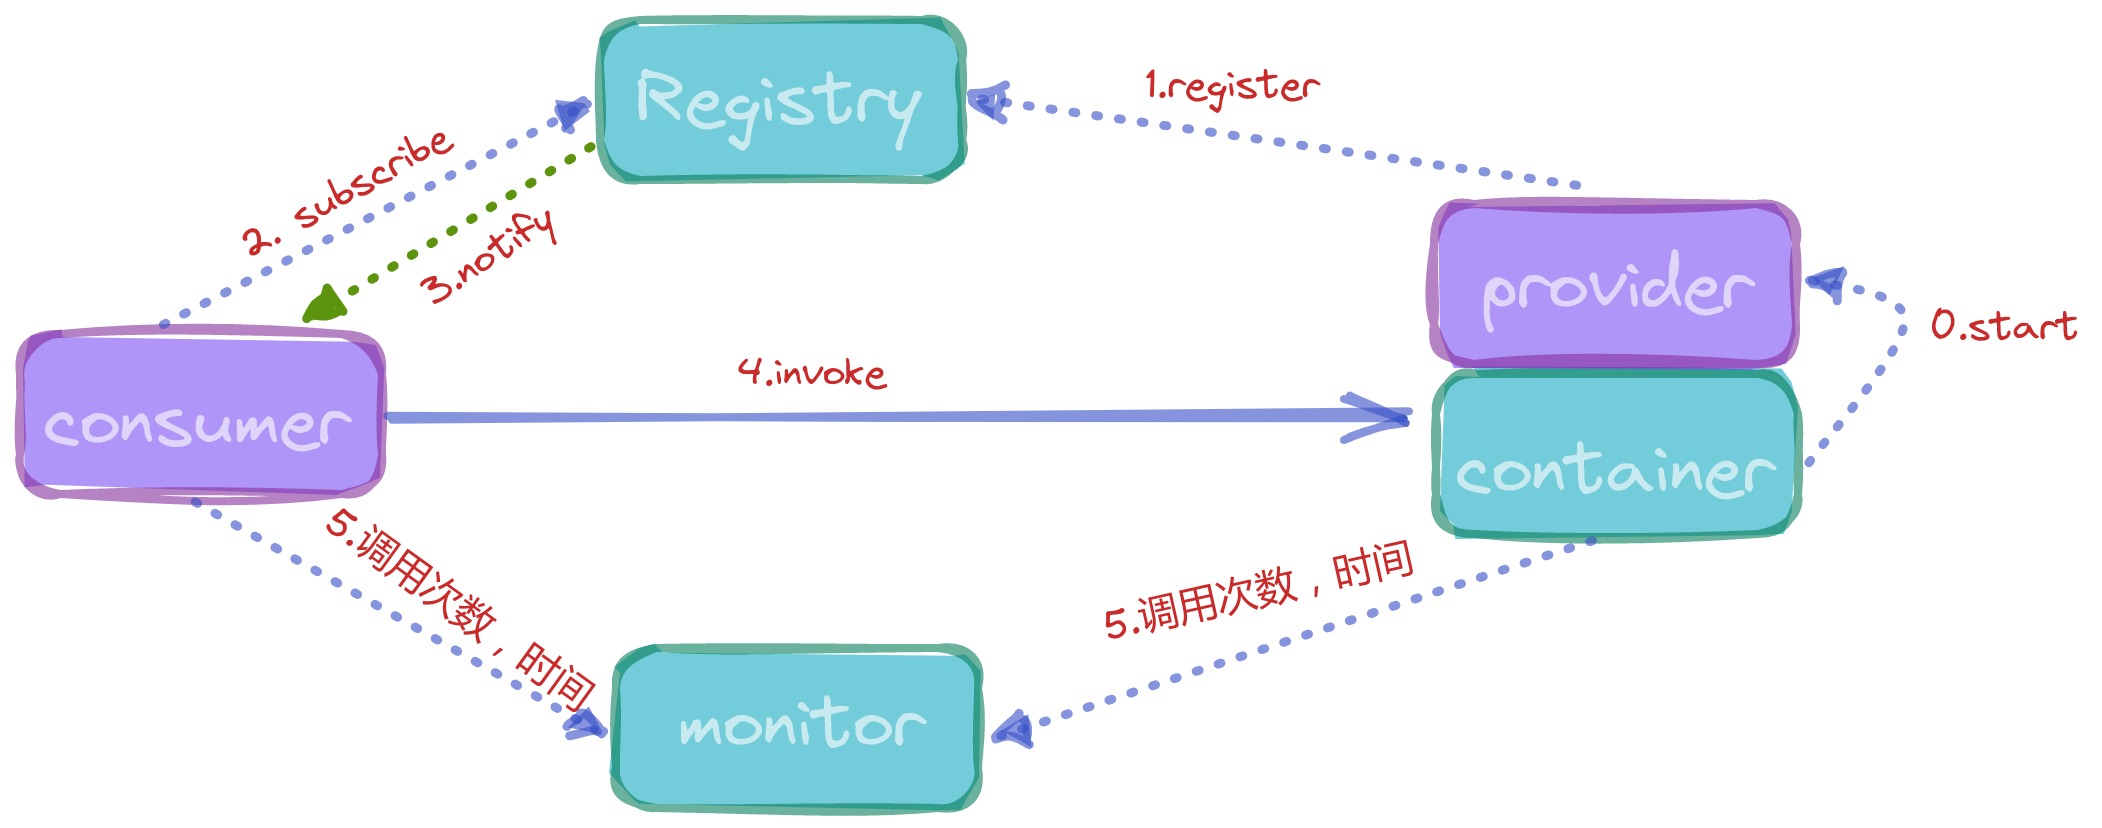 Registry
1.register
2. subscribe
3.notify
provider
0.start
4.invoke
consumer
container
5.调用次数，时间
5.调用次数，时间
monitor